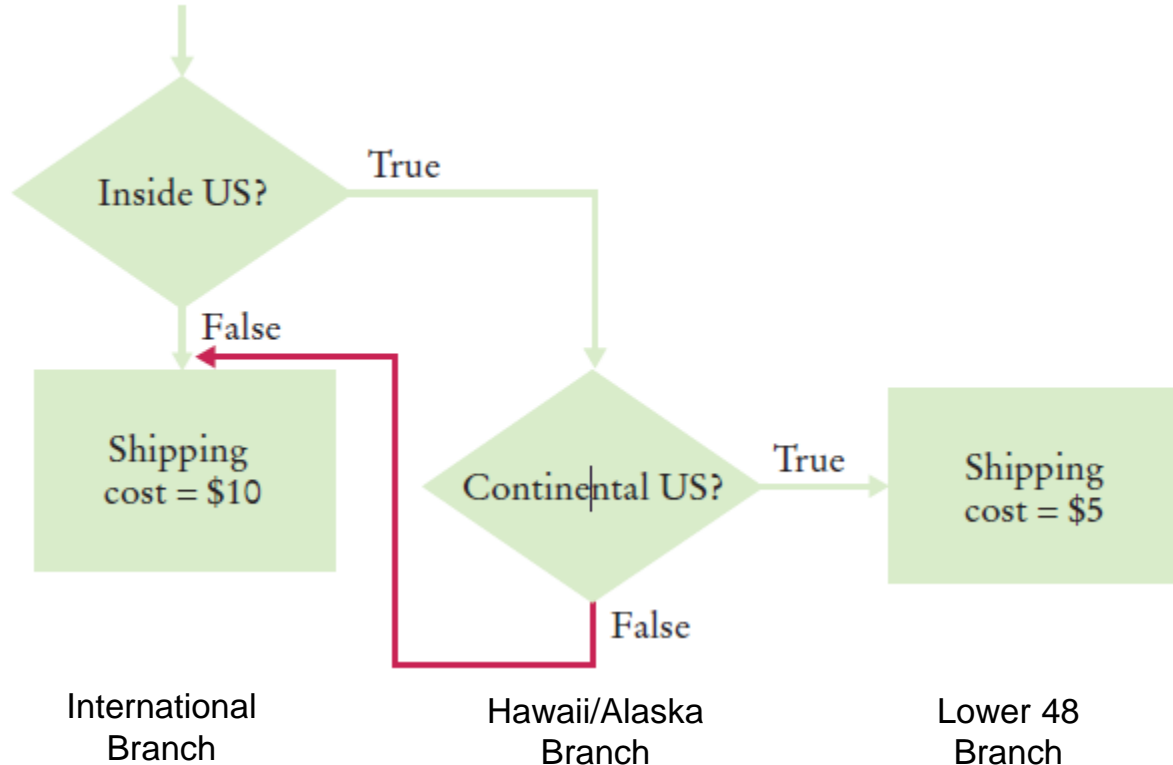 True
Inside US?
False
Shipping
cost = $10
Continental US?
True
Shipping
cost = $5
False
International
Branch
Hawaii/Alaska
Branch
Lower 48
Branch